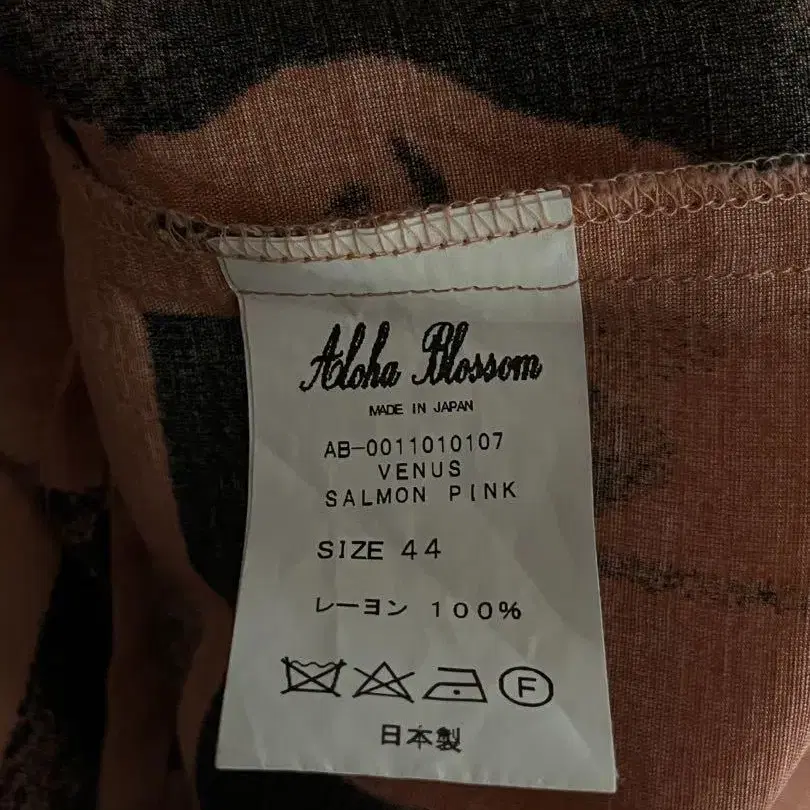 Aloha Blossom
MADE IN JAPAN
AB-0011010107
VENUS
SALMON PINK
SIZE 44
レーヨン 100%
F
日本製